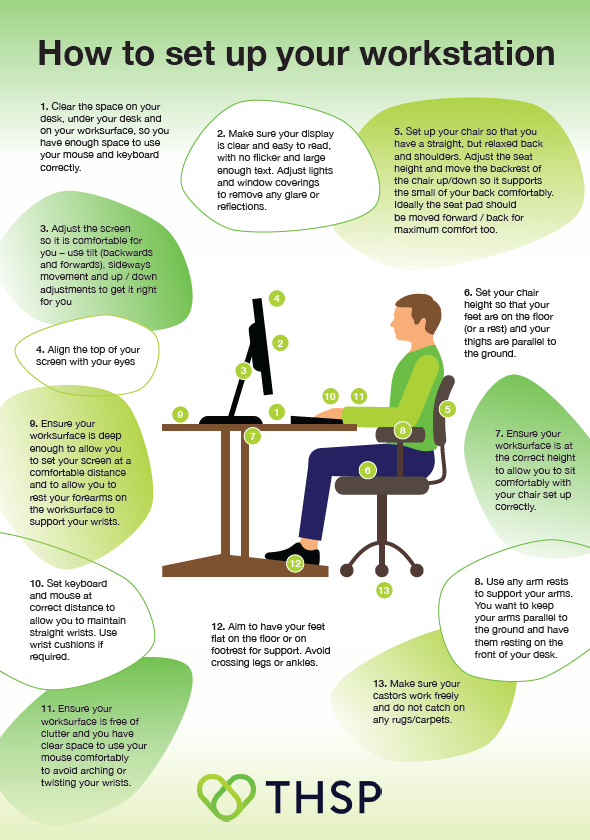 How to set up your workstation
1. Clear the space on your
desk, under your desk and
on your worksurface, so you
have enough space to use
your mouse and keyboard
correctly.
2. Make sure your display
is clear and easy to read,
with no flicker and large
enough text. Adjust lights
and window coverings
to remove any glare or
reflections.
5. Set up your chair so that you
have a straight, but relaxed back
and shoulders. Adjust the seat
height and move the backrest of
the chair up/down so it supports
the small of your back comfortably.
Ideally the seat pad should
be moved forward / back for
maximum comfort too.
3. Adjust the screen
so it is comfortable for
you – use tilt (backwards
and forwards), sideways
movement and up / down
adjustments to get it right
for you
4. Align the top of your
screen with your eyes
6. Set your chair
height so that your
feet are on the floor
(or a rest) and your
thighs are parallel to
the ground.
4
2
3
10
11
9
1
5
7
8
6
12
13
9. Ensure your
worksurface is deep
enough to allow you
to set your screen at a
comfortable distance
and to allow you to
rest your forearms on
the worksurface to
support your wrists.
7. Ensure your
worksurface is at
the correct height
to allow you to sit
comfortably with
your chair set up
correctly.
10. Set keyboard
and mouse at
correct distance to
allow you to maintain
straight wrists. Use
wrist cushions if
required.
8. Use any arm rests
to support your arms.
You want to keep
your arms parallel to
the ground and have
them resting on the
front of your desk.
12. Aim to have your feet
flat on the floor or on
footrest for support. Avoid
crossing legs or ankles.
13. Make sure your
castors work freely
and do not catch on
any rugs/carpets.
11. Ensure your
worksurface is free of
clutter and you have
clear space to use your
mouse comfortably
to avoid arching or
twisting your wrists.
THSP